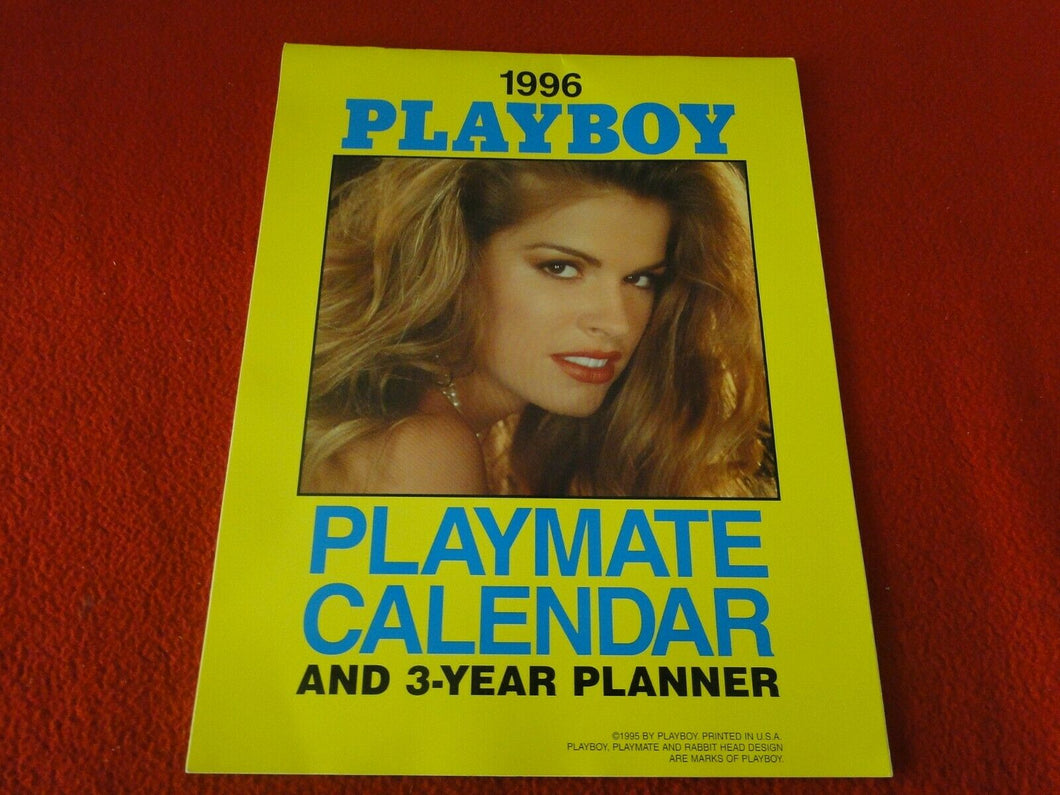 1996
PLAYBOY
PLAYMATE
CALENDAR
AND 3-YEAR PLANNER
©1995 BY PLAYBOY. PRINTED IN U.S.A.
PLAYBOY, PLAYMATE AND RABBIT HEAD DESIGN
ARE MARKS OF PLAYBOY.